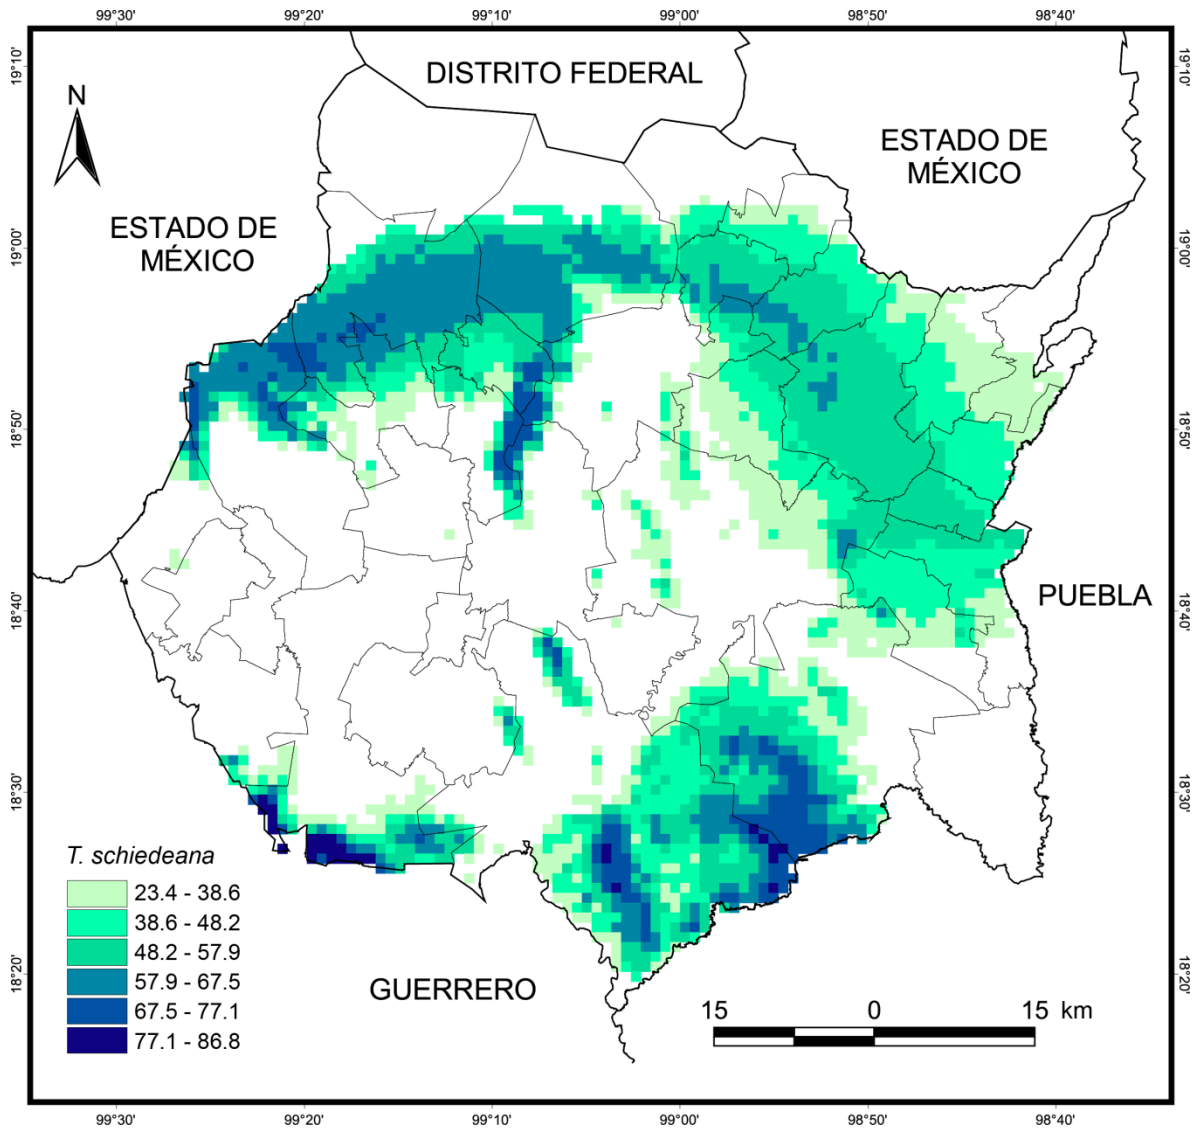 99°30' 99°20' 99°10' 99°00' 98°50' 98°40'
19°10' 19°10'
DISTRITO FEDERAL
N
ESTADO DE
MÉXICO
ESTADO DE
MÉXICO
19°00' 19°00'
18°50' 18°50'
18°40' 18°40'
PUEBLA
18°30' 18°30'
T. schiedeana
23.4 - 38.6
38.6 - 48.2
48.2 - 57.9
57.9 - 67.5
67.5 - 77.1
77.1 - 86.8
18°20' 18°20'
GUERRERO
15 0 15 km
99°30' 99°20' 99°10' 99°00' 98°50' 98°40'